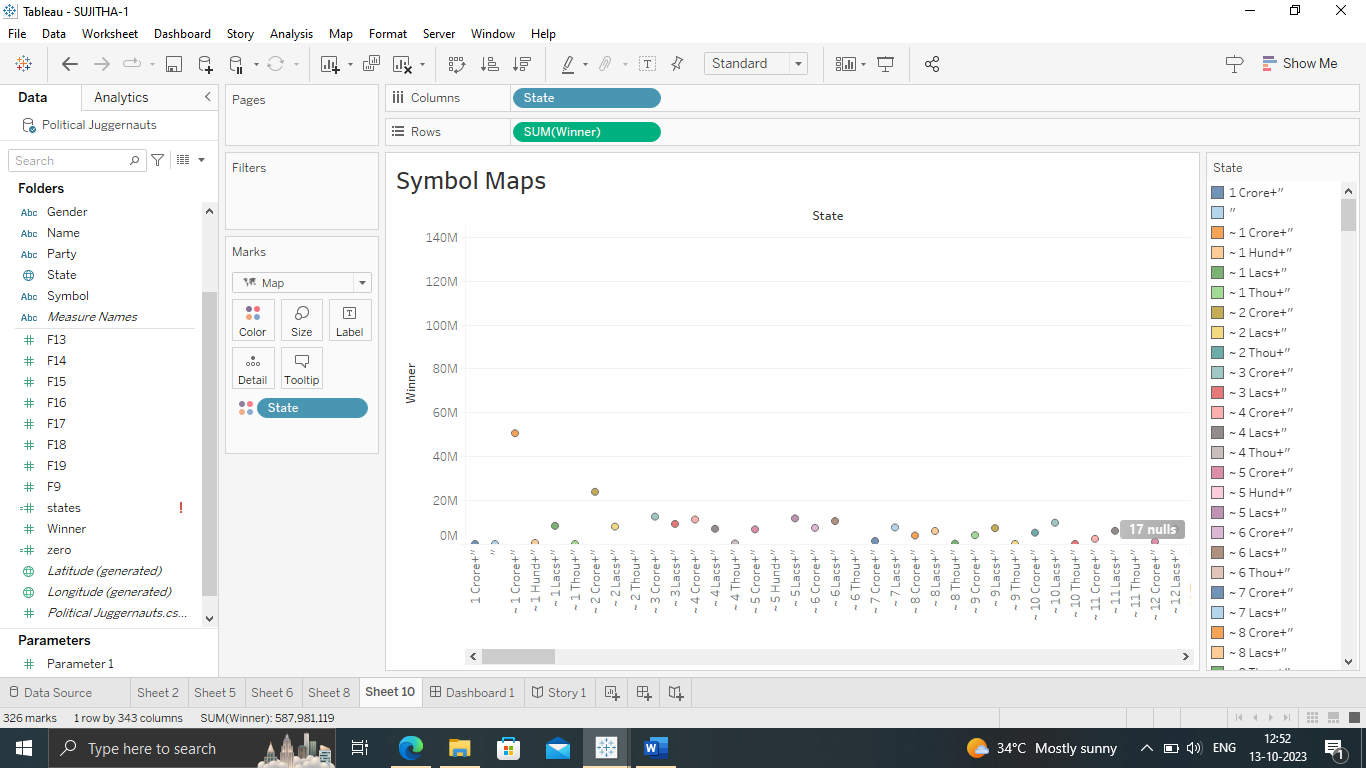 Tableau - SUJITHA-1
File Data Worksheet Dashboard Story Analysis Map Format Server Window Help
Standard
Show Me
Data Analytics
Political Juggernauts
Search
Folders
Abc Gender
Abc Name
Abc Party
State
Abc Symbol
Abc Measure Names
F13
F14
F15
F16
F17
F18
F19
F9
states !
Winner
zero
Latitude (generated)
Longitude (generated)
Political Juggernauts.cs...
Parameters
Parameter 1
Pages
Filters
Marks
Map
Color Size Label
Detail Tooltip
State
Columns State
Rows SUM(Winner)
Symbol Maps
State
Winner
140M
120M
100M
80M
60M
40M
20M
0M
17 nulls
1 Crore+”
”
~ 1 Crore+”
~ 1 Hund+”
~ 1 Lacs+”
~ 1 Thou+”
~ 2 Crore+”
~ 2 Lacs+”
~ 2 Thou+”
~ 3 Crore+”
~ 3 Lacs+”
~ 4 Crore+”
~ 4 Lacs+”
~ 4 Thou+”
~ 5 Crore+”
~ 5 Hund+”
~ 5 Lacs+”
~ 6 Crore+”
~ 6 Lacs+”
~ 6 Thou+”
~ 7 Crore+”
~ 7 Lacs+”
~ 8 Crore+”
~ 8 Lacs+”
~ 8 Thou+”
~ 9 Crore+”
~ 9 Lacs+”
~ 9 Thou+”
~ 10 Crore+”
~ 10 Lacs+”
~ 10 Thou+”
~ 11 Crore+”
~ 11 Lacs+”
~ 11 Thou+”
~ 12 Crore+”
~ 12 Lacs+”
State
1 Crore+”
”
~ 1 Crore+”
~ 1 Hund+”
~ 1 Lacs+”
~ 1 Thou+”
~ 2 Crore+”
~ 2 Lacs+”
~ 2 Thou+”
~ 3 Crore+”
~ 3 Lacs+”
~ 4 Crore+”
~ 4 Lacs+”
~ 4 Thou+”
~ 5 Crore+”
~ 5 Hund+”
~ 5 Lacs+”
~ 6 Crore+”
~ 6 Lacs+”
~ 6 Thou+”
~ 7 Crore+”
~ 7 Lacs+”
~ 8 Crore+”
~ 8 Lacs+”
Data Source Sheet 2 Sheet 5 Sheet 6 Sheet 8 Sheet 10 Dashboard 1 Story 1
326 marks 1 row by 343 columns SUM(Winner): 587,981,119
Type here to search
34°C Mostly sunny
ENG
12:52
13-10-2023
1